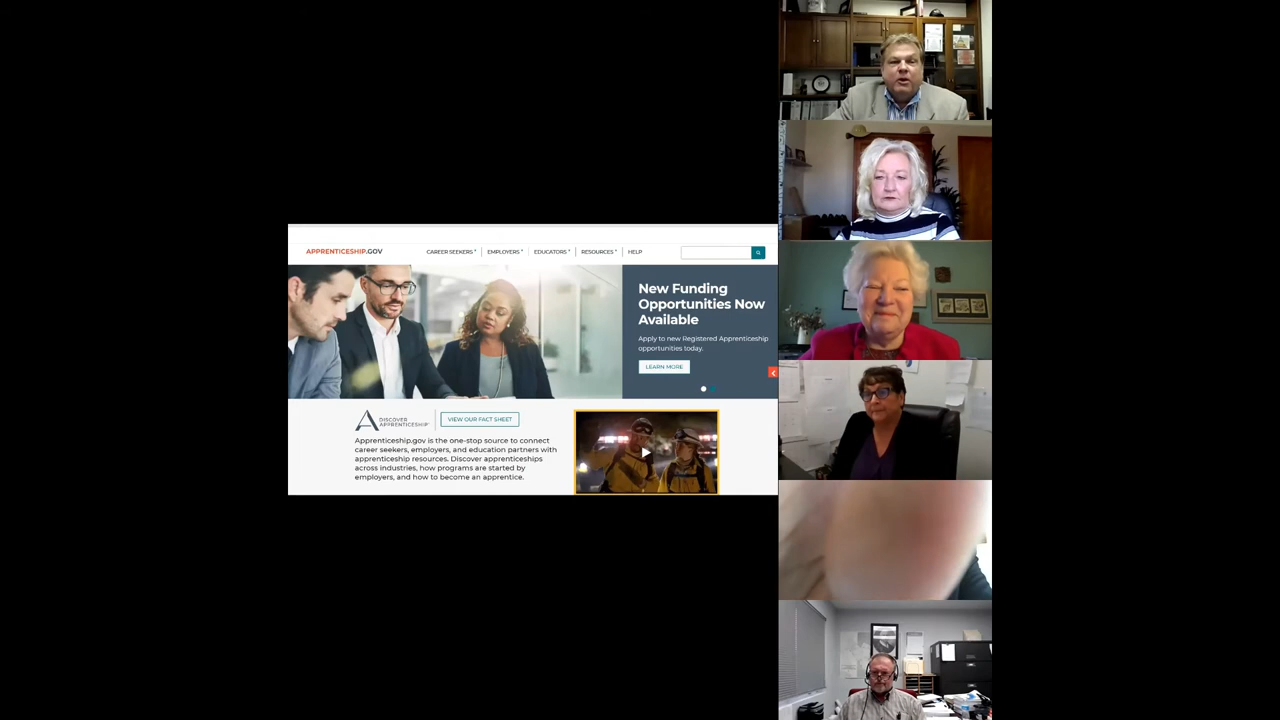 APPRENTICESHIP.GOV
CAREER SEEKERS
EMPLOYERS
EDUCATORS
RESOURCES
HELP
New Funding
Opportunities Now
Available
Apply to new Registered Apprenticeship
opportunities today.
LEARN MORE
DISCOVER
APPRENTICESHIP
VIEW OUR FACT SHEET
Apprenticeship.gov is the one-stop source to connect
career seekers, employers, and education partners with
apprenticeship resources. Discover apprenticeships
across industries, how programs are started by
employers, and how to become an apprentice.